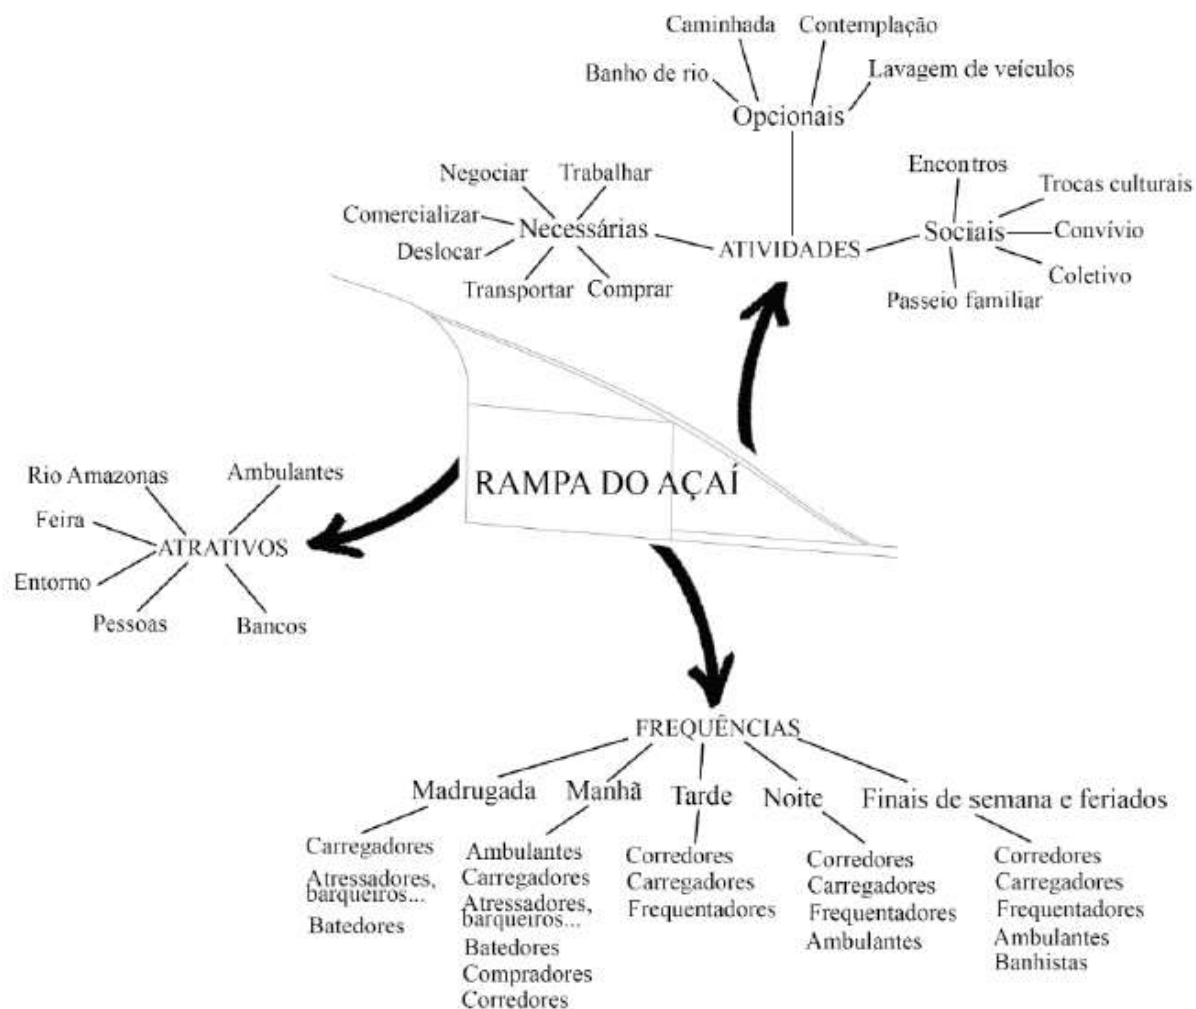 Caminhada
Contemplação
Banho de rio
Lavagem de veículos
Opcionais
Negociar
Trabalhar
Comercializar
Necessárias
Deslocar
Transportar
Comprar
ATIVIDADES
Encontros
Trocas culturais
Sociais
Convívio
Coletivo
Passeio familiar
RAMPA DO AÇAÍ
Rio Amazonas
Ambulantes
Feira
ATRATIVOS
Entorno
Pessoas
Bancos
FREQUÊNCIAS
Madrugada
Carregadores
Atressadores,
barqueiros...
Batedores
Manhã
Ambulantes
Carregadores
Atressadores,
barqueiros...
Batedores
Compradores
Corredores
Tarde
Corredores
Carregadores
Frequentadores
Noite
Corredores
Carregadores
Frequentadores
Ambulantes
Finais de semana e feriados
Corredores
Carregadores
Frequentadores
Ambulantes
Banhistas